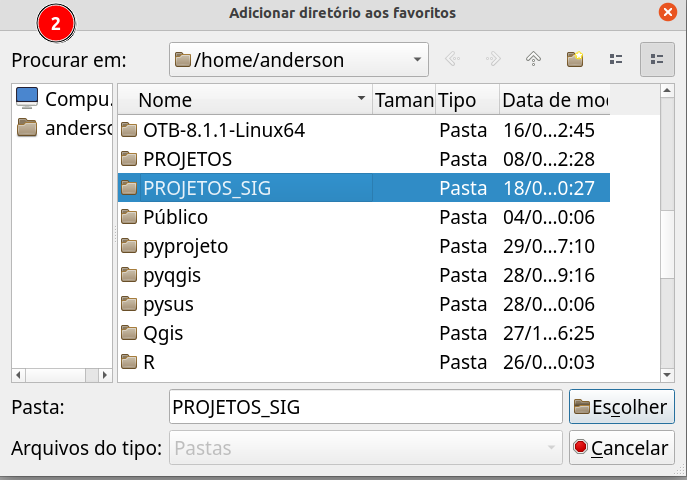 Adicionar diretório aos favoritos
2
Procurar em: /home/anderson
Compu.
anderso
Nome Taman Tipo Data de mo
OTB-8.1.1-Linux64 Pasta 16/0...2:45
PROJETOS Pasta 08/0...2:28
PROJETOS_SIG Pasta 18/0...0:27
Público Pasta 04/0...0:06
pyprojeto Pasta 29/0...7:10
pyqgis Pasta 28/0...9:16
pysus Pasta 28/0...0:06
Qgis Pasta 27/1...6:25
R Pasta 26/0...0:03
Pasta: PROJETOS_SIG Escolher
Arquivos do tipo: Pastas Cancelar